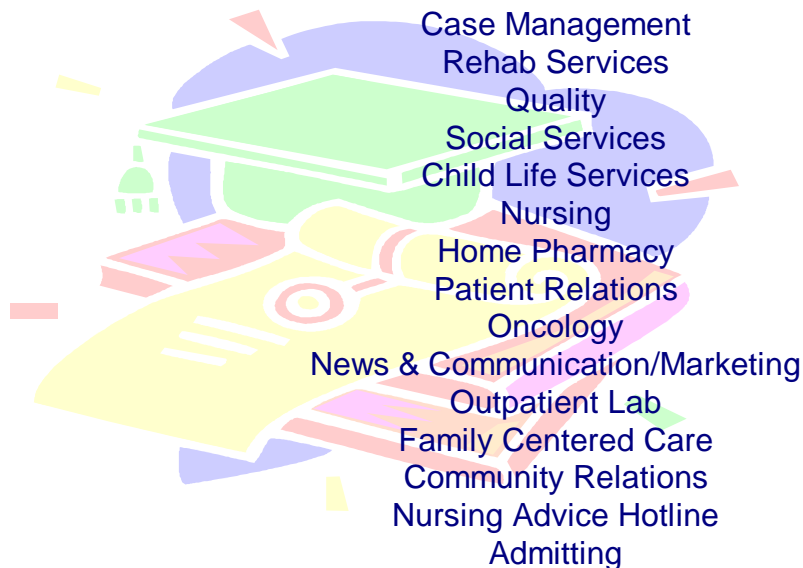 Case Management
Rehab Services
Quality
Social Services
Child Life Services
Nursing
Home Pharmacy
Patient Relations
Oncology
News & Communication/Marketing
Outpatient Lab
Family Centered Care
Community Relations
Nursing Advice Hotline
Admitting